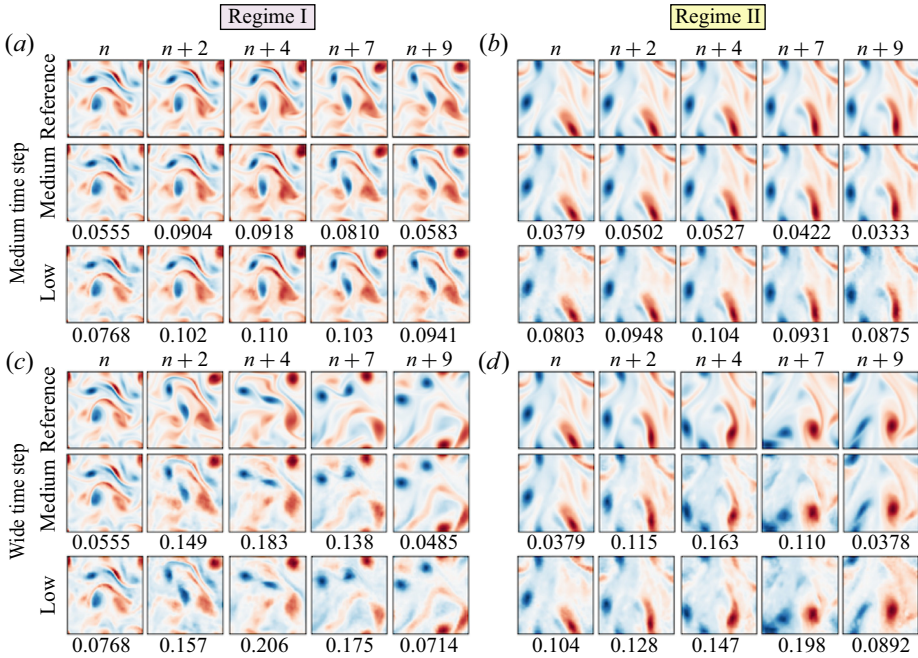 Regime I
Regime II
(a)
n
n + 2
n + 4
n + 7
n + 9
(b)
n
n + 2
n + 4
n + 7
n + 9
Medium time step
Reference
Medium
0.0555 0.0904 0.0918 0.0810 0.0583
0.0379 0.0502 0.0527 0.0422 0.0333
Low
0.0768 0.102 0.110 0.103 0.0941
0.0803 0.0948 0.104 0.0931 0.0875
(c)
n
n + 2
n + 4
n + 7
n + 9
(d)
n
n + 2
n + 4
n + 7
n + 9
Wide time step
Reference
Medium
0.0555 0.149 0.183 0.138 0.0485
0.0379 0.115 0.163 0.110 0.0378
Low
0.0768 0.157 0.206 0.175 0.0714
0.104 0.128 0.147 0.198 0.0892